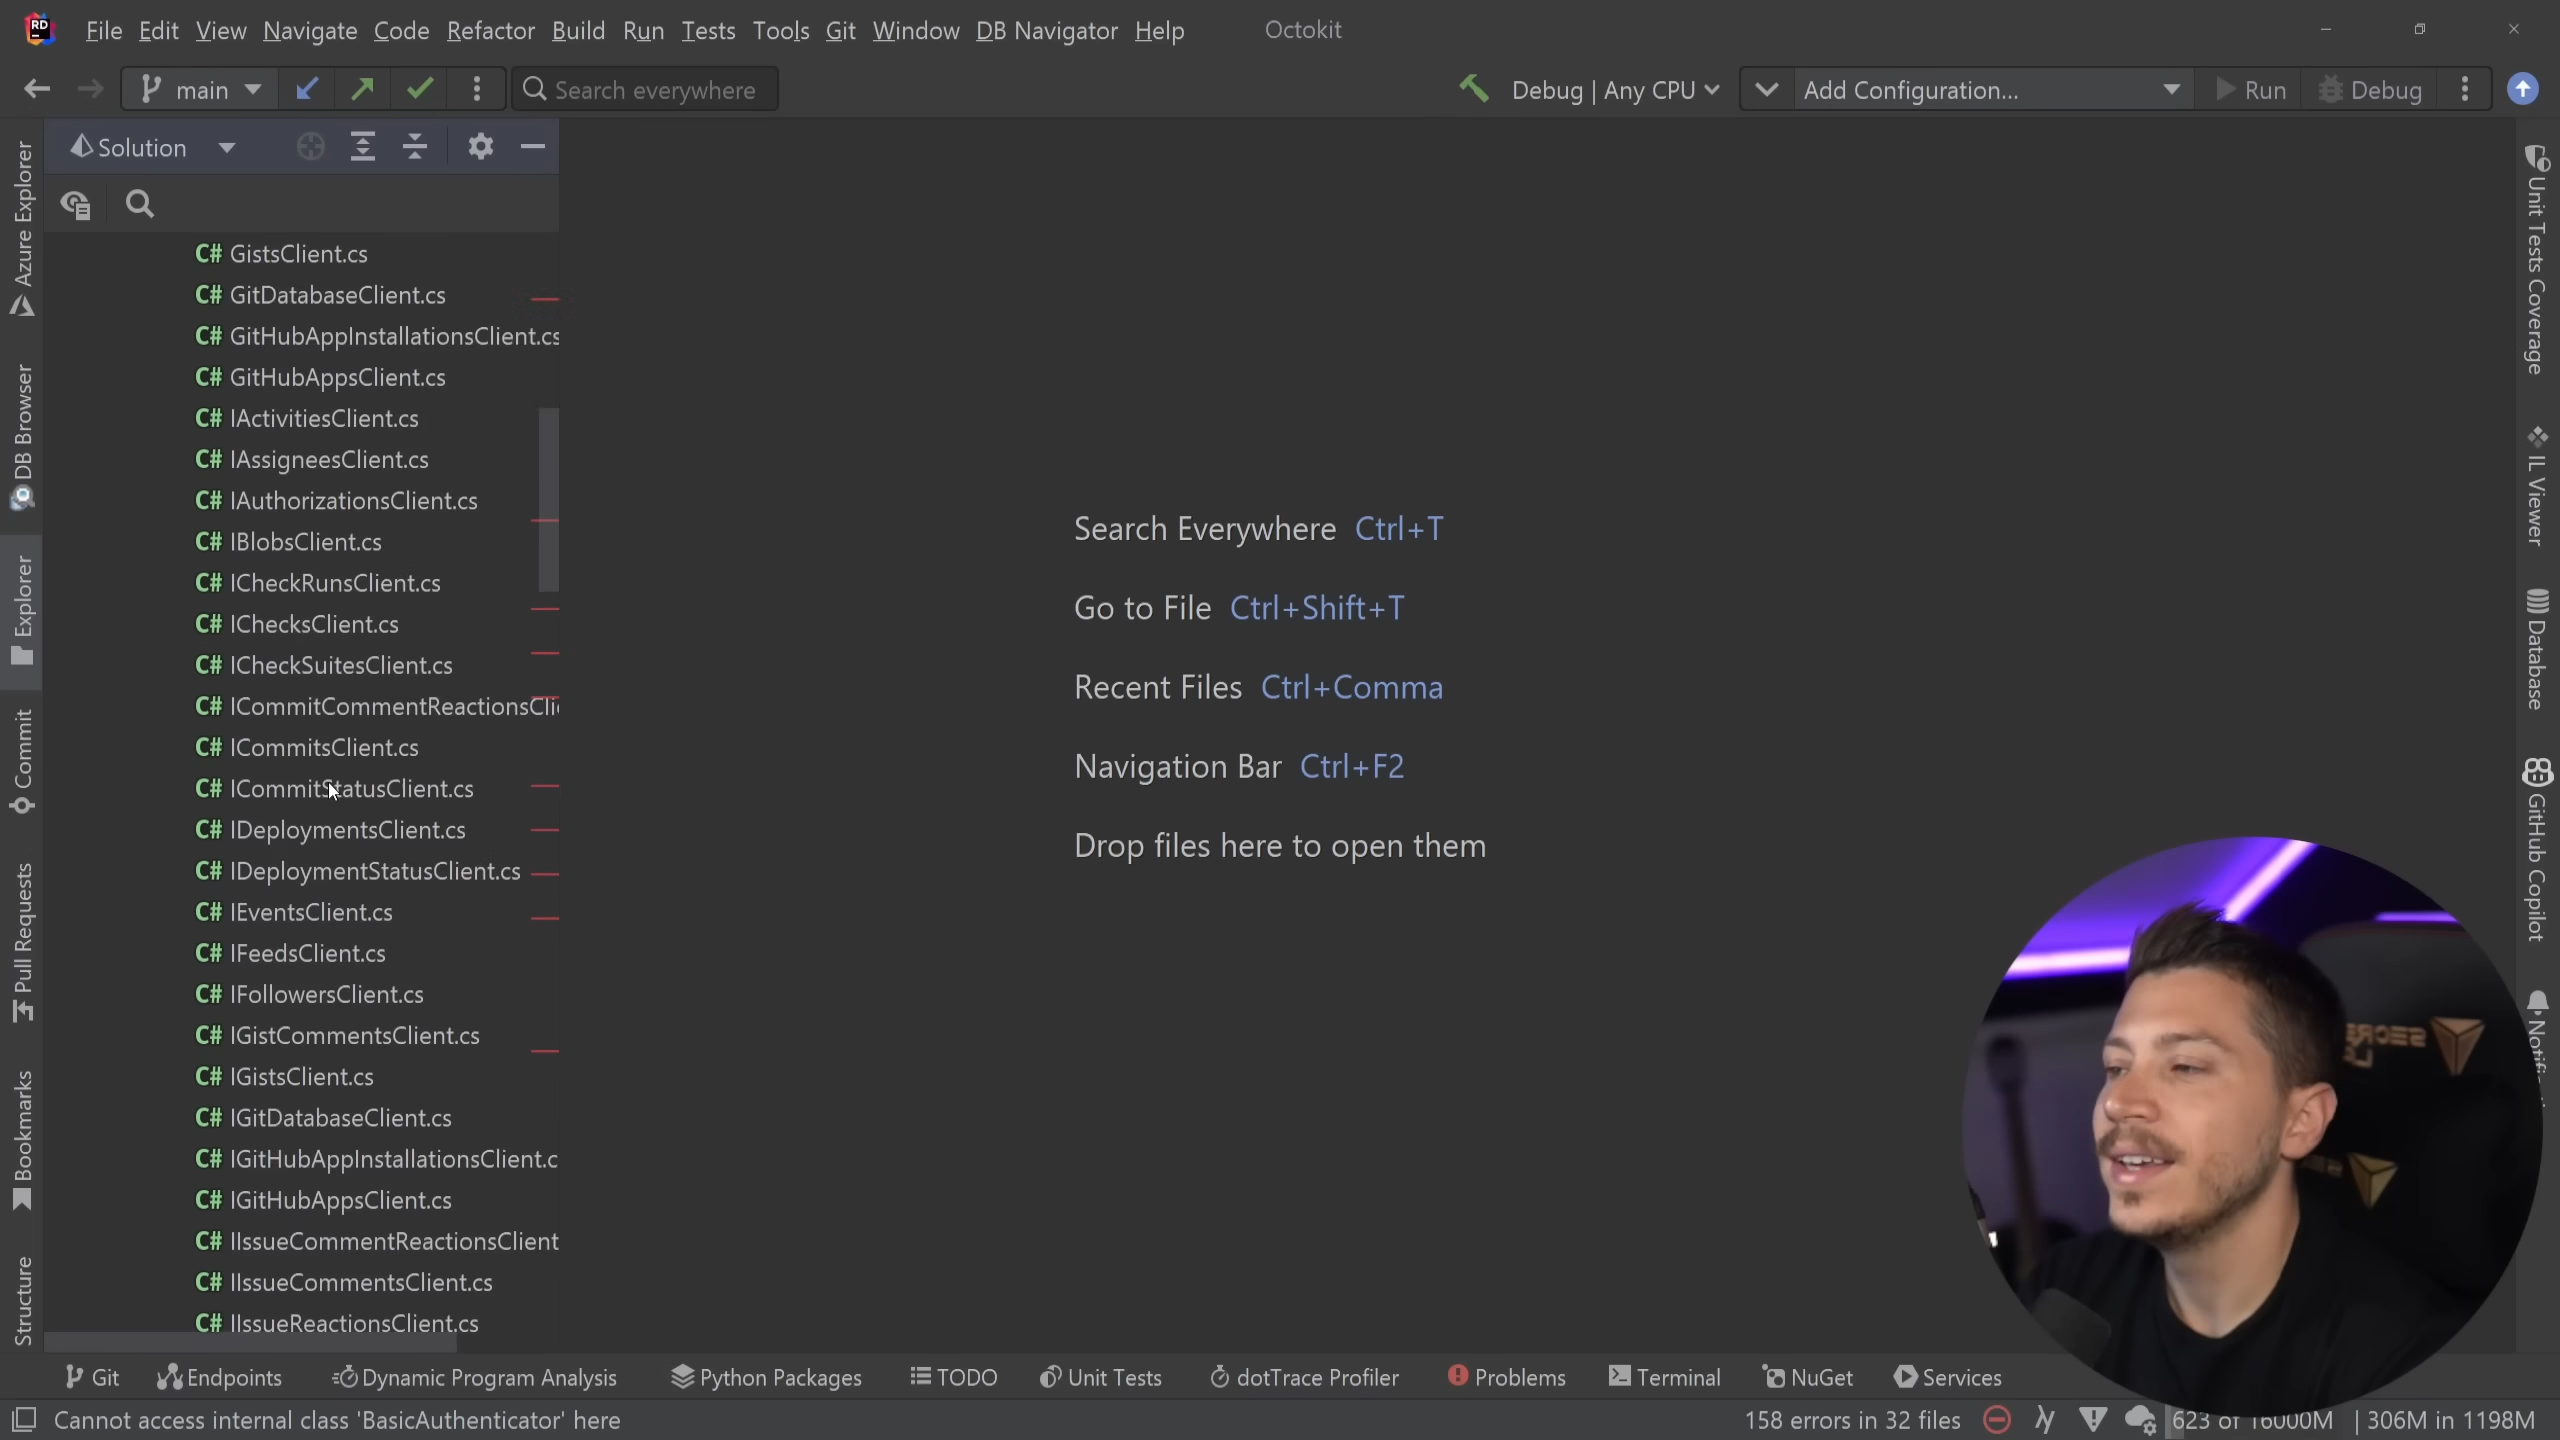 RD
File Edit View Navigate Code Refactor Build Run Tests Tools Git Window DB Navigator Help Octokit
main Search everywhere Debug | Any CPU Add Configuration... Run Debug
Solution
GistsClient.cs
GitDatabaseClient.cs
GitHubAppInstallationsClient.cs
GitHubAppsClient.cs
IActivitiesClient.cs
IAssigneesClient.cs
IAuthorizationsClient.cs
IBlobsClient.cs
ICheckRunsClient.cs
IChecksClient.cs
ICheckSuitesClient.cs
ICommitCommentReactionsClie
ICommitsClient.cs
ICommitStatusClient.cs
IDeploymentsClient.cs
IDeploymentStatusClient.cs
IEventsClient.cs
IFeedsClient.cs
IFollowersClient.cs
IGistCommentsClient.cs
IGistsClient.cs
IGitDatabaseClient.cs
IGitHubAppInstallationsClient.c
IGitHubAppsClient.cs
IIssueCommentReactionsClient
IIssueCommentsClient.cs
IIssueReactionsClient.cs
Azure Explorer
DB Browser
Explorer
Commit
Pull Requests
Bookmarks
Structure
Search Everywhere Ctrl+T
Go to File Ctrl+Shift+T
Recent Files Ctrl+Comma
Navigation Bar Ctrl+F2
Drop files here to open them
Unit Tests Coverage
IL Viewer
Database
GitHub Copilot
Git Endpoints Dynamic Program Analysis Python Packages TODO Unit Tests dotTrace Profiler Problems Terminal NuGet Services
Cannot access internal class 'BasicAuthenticator' here 158 errors in 32 files 623 of 16000M | 306M in 1198M